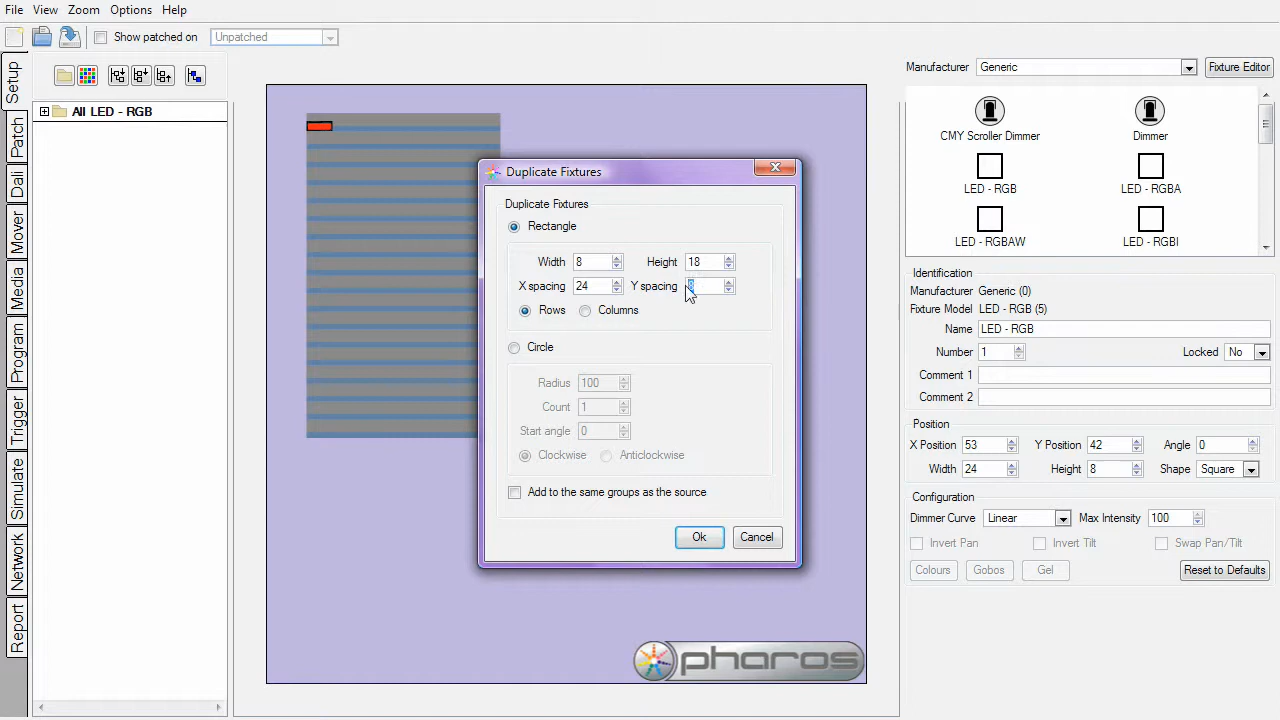 File View Zoom Options Help
Show patched on Unpatched
Setup
Patch
Dali
Mover
Media
Program
Trigger
Simulate
Network
Report
All LED - RGB
Duplicate Fixtures
Duplicate Fixtures
Rectangle
Width 8 Height 18
X spacing 24 Y spacing
Rows Columns
Circle
Radius 100
Count 1
Start angle 0
Clockwise Anticlockwise
Add to the same groups as the source
Ok Cancel
pharos
Manufacturer Generic Fixture Editor
CMY Scroller Dimmer Dimmer
LED - RGB LED - RGBA
LED - RGBAW LED - RGBI
Identification
Manufacturer Generic (0)
Fixture Model LED - RGB (5)
Name LED - RGB
Number 1 Locked No
Comment 1
Comment 2
Position
X Position 53 Y Position 42 Angle 0
Width 24 Height 8 Shape Square
Configuration
Dimmer Curve Linear Max Intensity 100
Invert Pan Invert Tilt Swap Pan/Tilt
Colours Gobos Gel Reset to Defaults